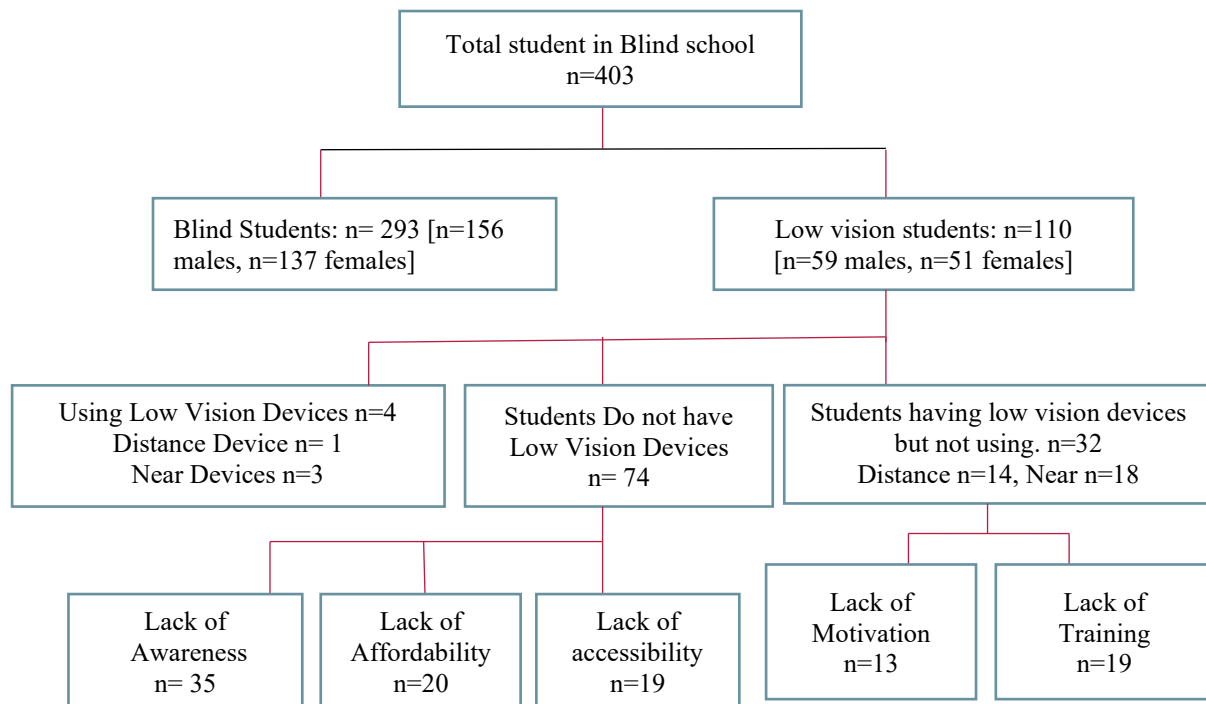 Total student in Blind school
n=403
Blind Students: n= 293 [n=156
males, n=137 females]
Low vision students: n=110
[n=59 males, n=51 females]
Using Low Vision Devices n=4
Distance Device n= 1
Near Devices n=3
Students Do not have
Low Vision Devices
n= 74
Students having low vision devices
but not using. n=32
Distance n=14, Near n=18
Lack of
Awareness
n= 35
Lack of
Affordability
n=20
Lack of
accessibility
n=19
Lack of
Motivation
n=13
Lack of
Training
n=19